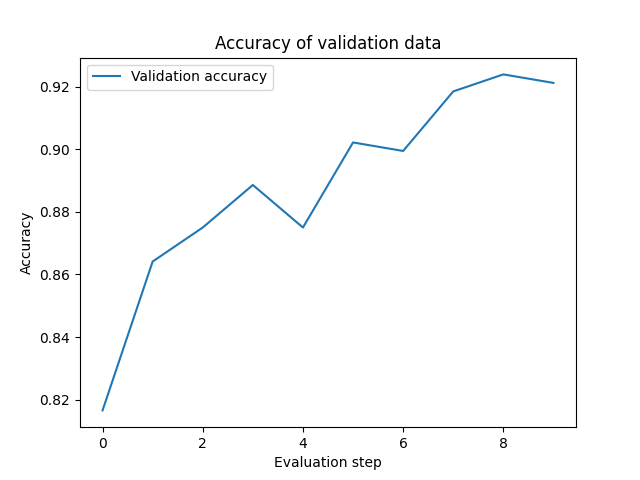 Accuracy of validation data
Validation accuracy
0.92
0.90
0.88
0.86
0.84
0.82
Accuracy
0 2 4 6 8
Evaluation step